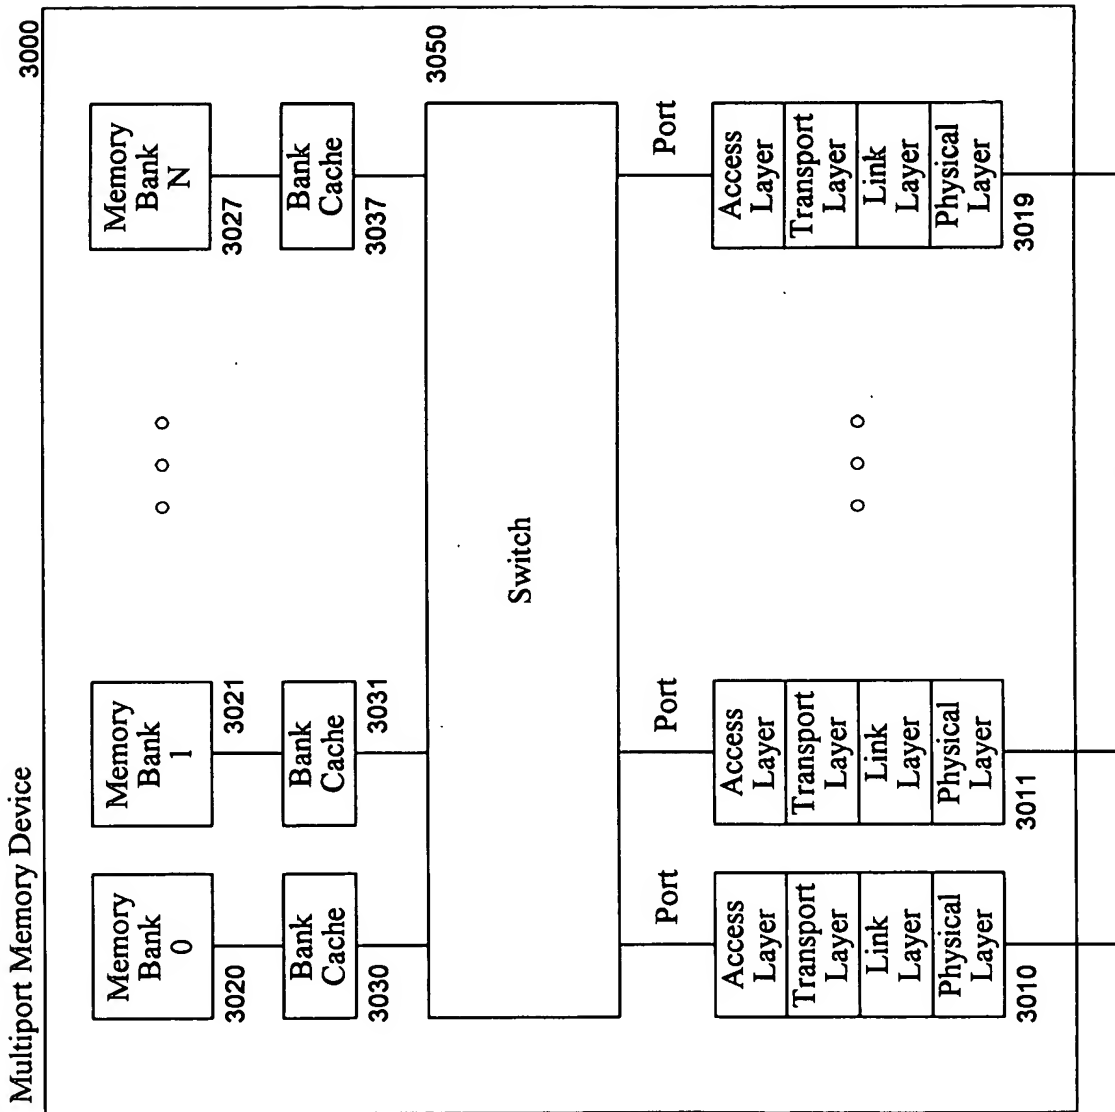 Multiport Memory Device
3000
Memory
Bank
0
3020
Memory
Bank
1
3021
Memory
Bank
N
3027
Bank
Cache
3030
Bank
Cache
3031
Bank
Cache
3037
3050
Switch
Port
Port
Port
Access
Layer
Transport
Layer
Link
Layer
Physical
Layer
3010
Access
Layer
Transport
Layer
Link
Layer
Physical
Layer
3011
Access
Layer
Transport
Layer
Link
Layer
Physical
Layer
3019